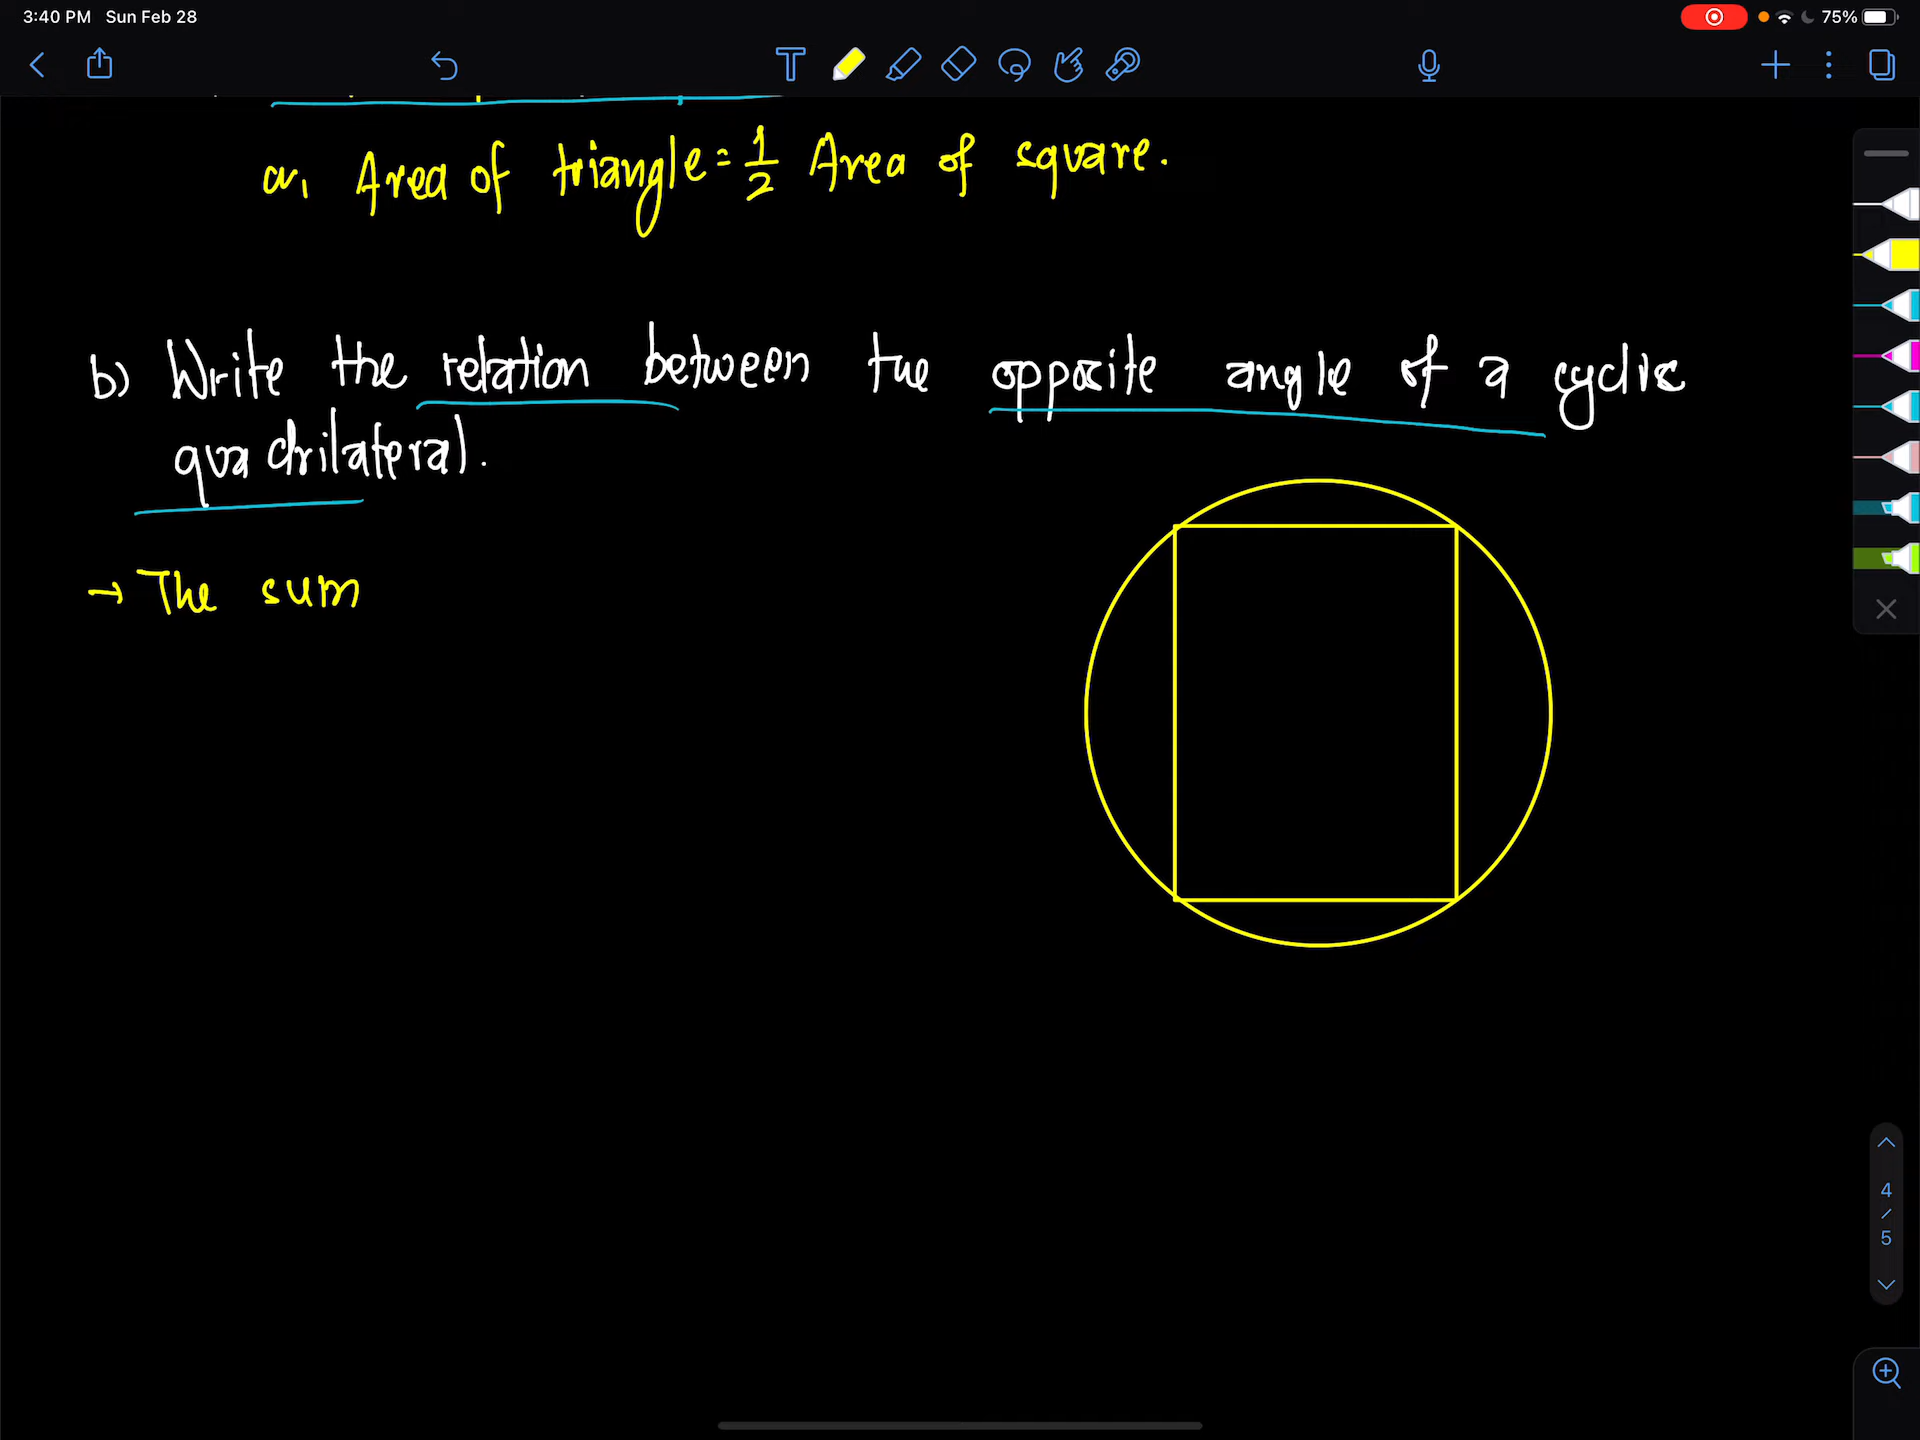 3:40 PM Sun Feb 28
75%
Area of triangle = 1/2 Area of square.
b) Write the relation between the opposite angle of a cyclic
quadrilateral.
→ The sum
4
/
5